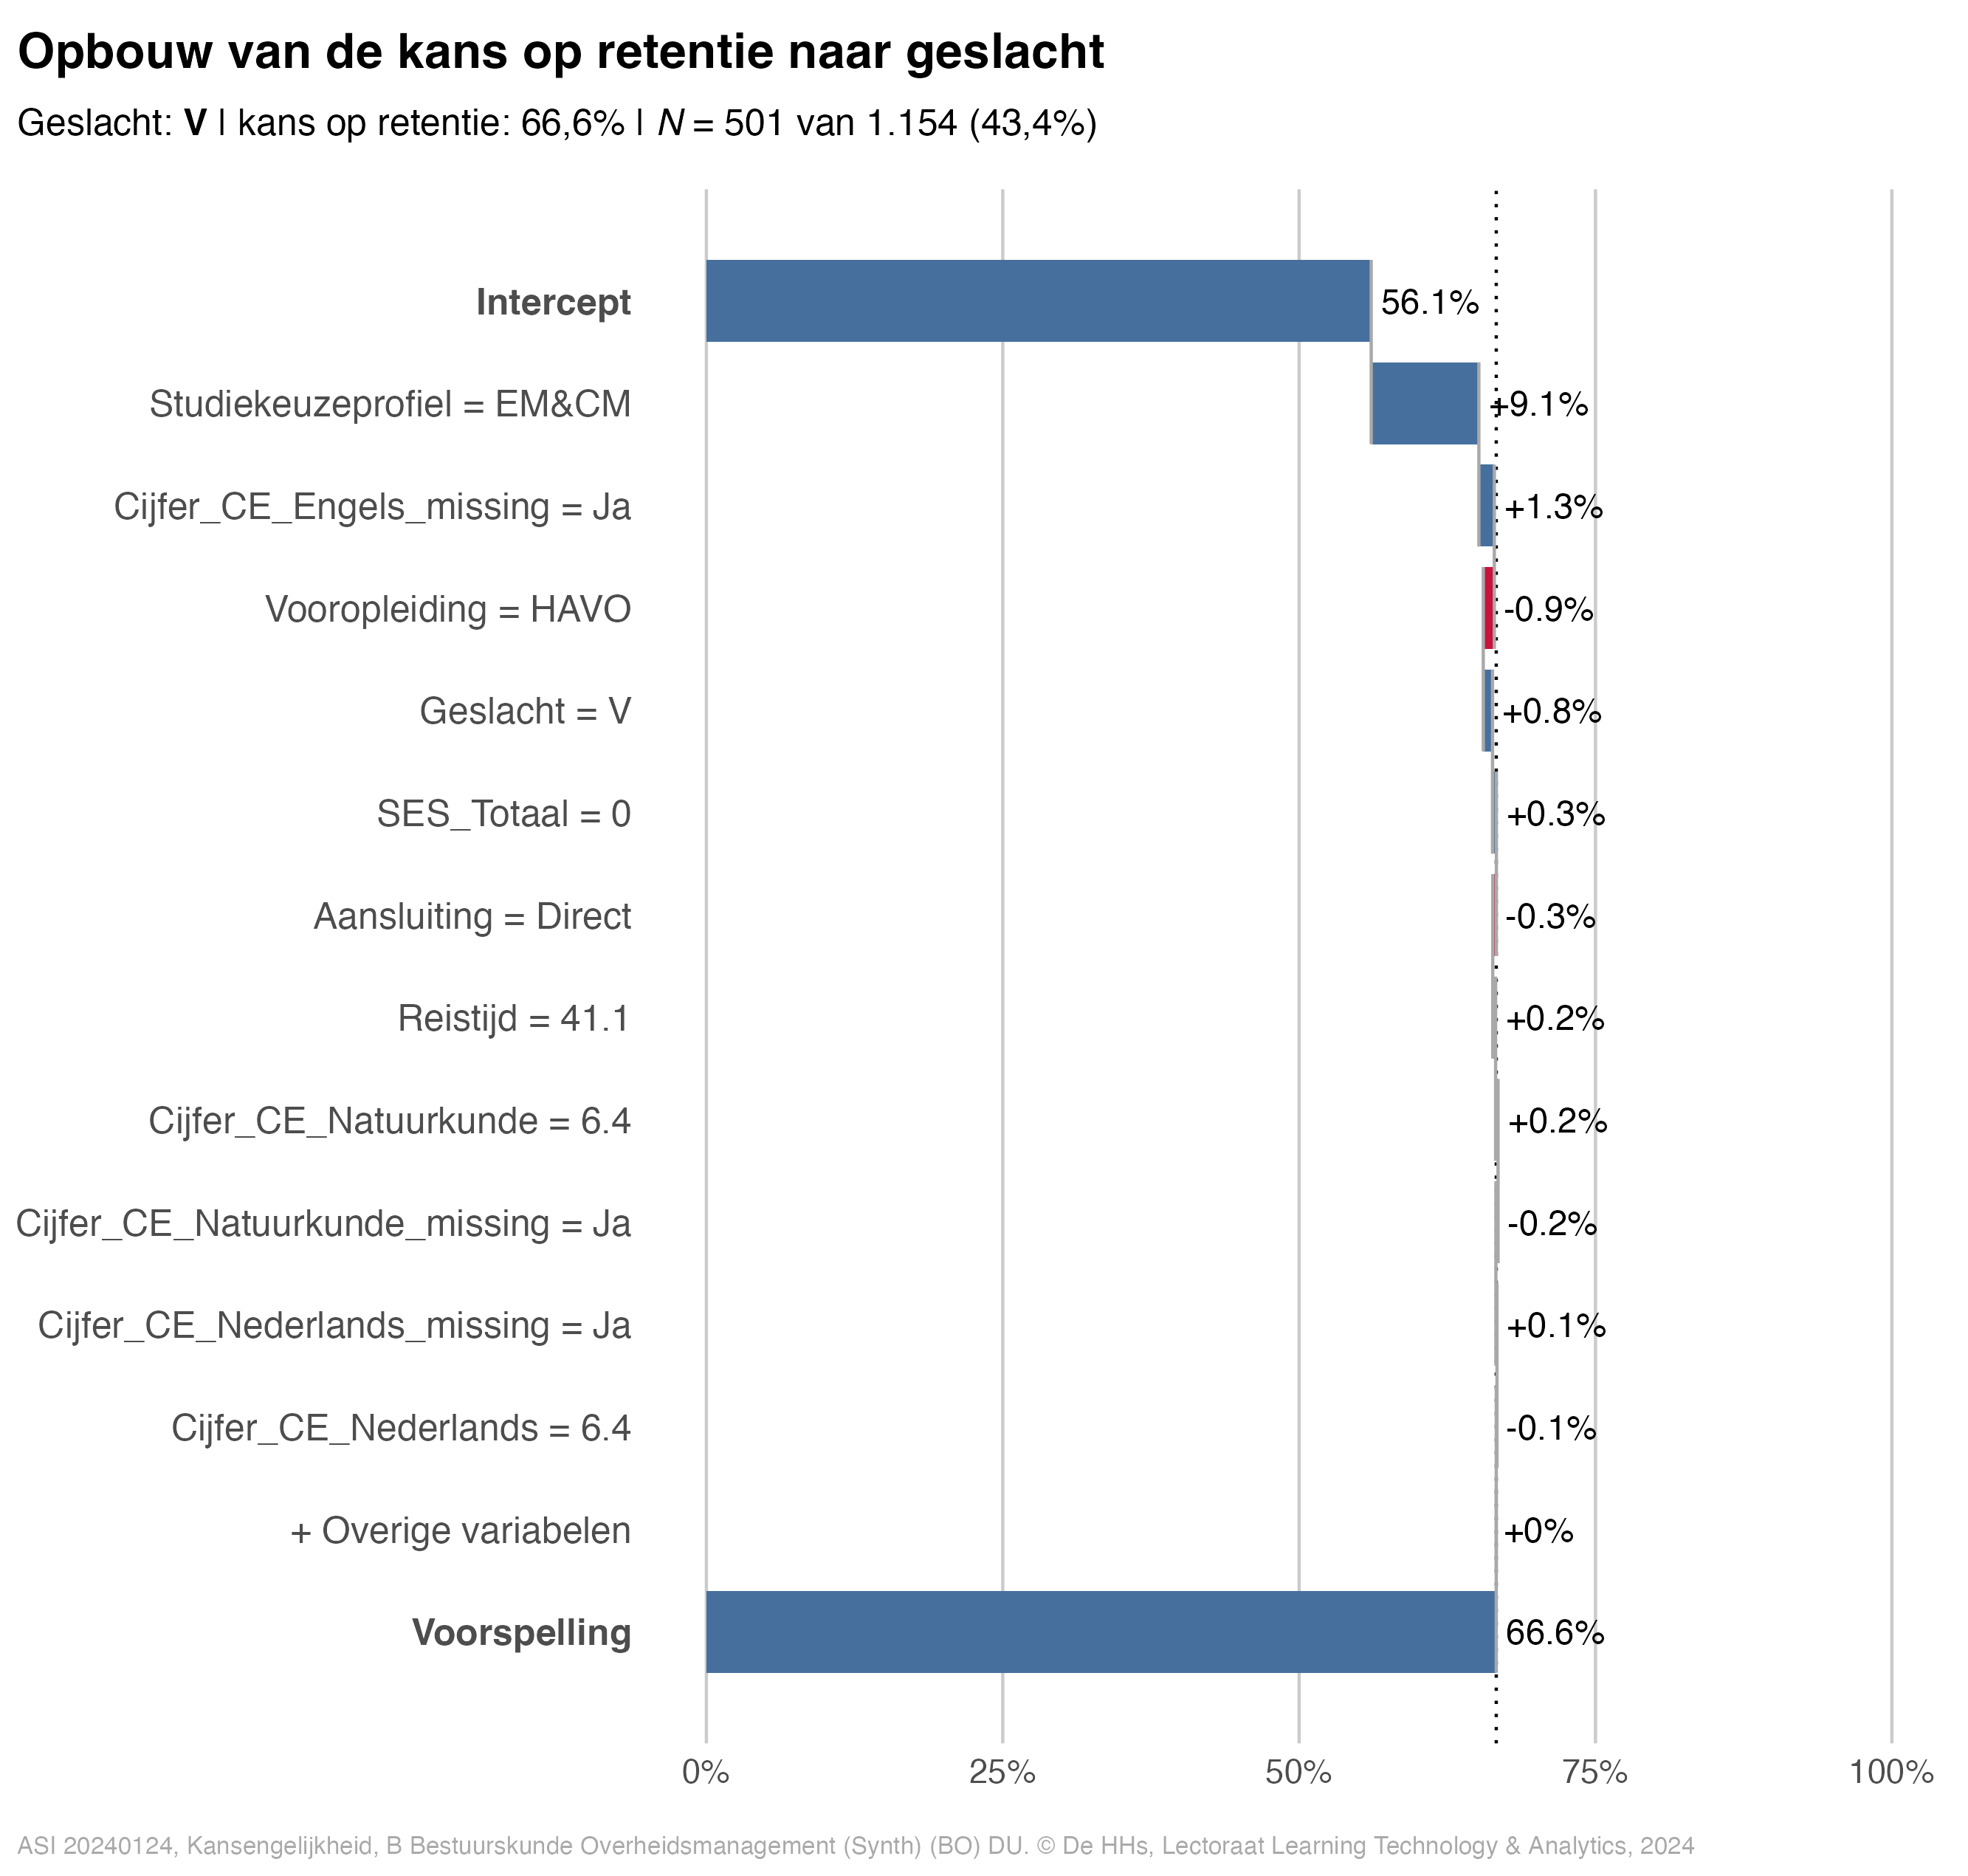 Opbouw van de kans op retentie naar geslacht
Geslacht: V | kans op retentie: 66,6% | N = 501 van 1.154 (43,4%)
Intercept 56.1%
Studiekeuzeprofiel = EM&CM +9.1%
Cijfer_CE_Engels_missing = Ja +1.3%
Vooropleiding = HAVO -0.9%
Geslacht = V +0.8%
SES_Totaal = 0 +0.3%
Aansluiting = Direct -0.3%
Reistijd = 41.1 +0.2%
Cijfer_CE_Natuurkunde = 6.4 +0.2%
Cijfer_CE_Natuurkunde_missing = Ja -0.2%
Cijfer_CE_Nederlands_missing = Ja +0.1%
Cijfer_CE_Nederlands = 6.4 -0.1%
+ Overige variabelen +0%
Voorspelling 66.6%
0% 25% 50% 75% 100%
ASI 20240124, Kansengelijkheid, B Bestuurskunde Overheidsmanagement (Synth) (BO) DU. © De HHs, Lectoraat Learning Technology & Analytics, 2024